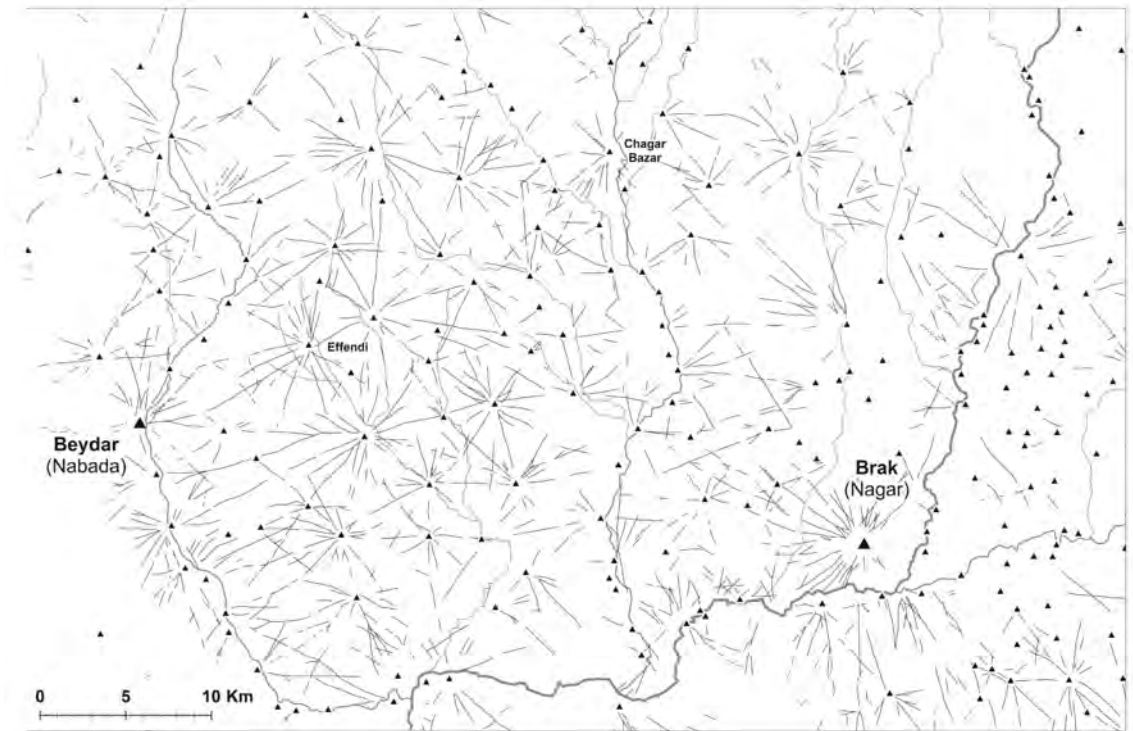 Chagar
Bazar
Effendi
Beydar
(Nabada)
Brak
(Nagar)
0 5 10 Km